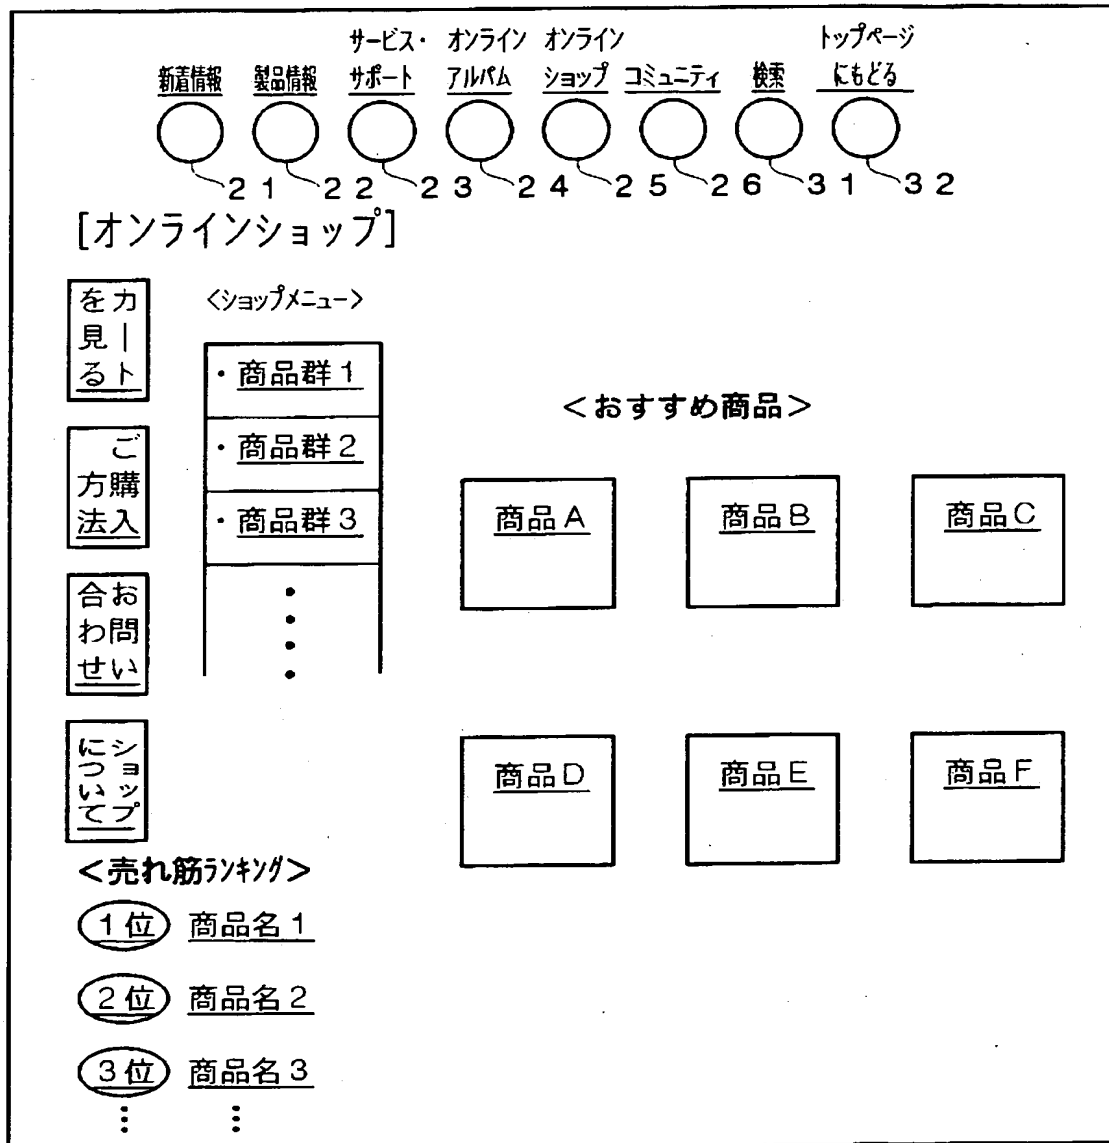 新着情報
製品情報
サービス・
サポート
オンライン
アルバム
オンライン
ショップ
コミュニティ
検索
トップページ
にもどる
21
22
23
24
25
26
31
32
[オンラインショップ]
カート
を見る
ご購入
方法
お問い
合わせ
ショップ
について
<ショップメニュー>
・商品群1
・商品群2
・商品群3
<おすすめ商品>
商品A
商品B
商品C
商品D
商品E
商品F
<売れ筋ランキング>
1位 商品名1
2位 商品名2
3位 商品名3